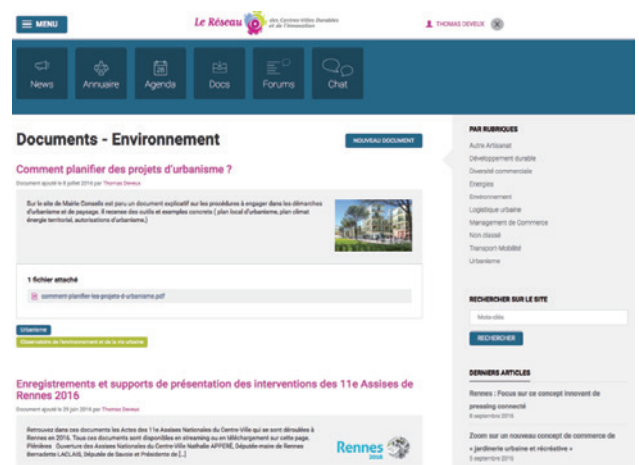 MENU
Le Réseau des Centres-Villes Durables
et de l'Innovation
THOMAS DEVEUX
News
Annuaire
Agenda
Docs
Forums
Chat
Documents - Environnement
NOUVEAU DOCUMENT
Comment planifier des projets d'urbanisme ?
Document ajouté le 8 juillet 2016 par Thomas Deveux
Sur le site de Mairie Conseils est paru un document explicatif sur les procédures à engager dans les démarches
d'urbanisme et de paysage. Il recense des outils et exemples concrets ( plan local d'urbanisme, plan climat
énergie territorial, autorisations d'urbanisme.)
1 fichier attaché
comment-planifier-les-projets-d-urbanisme.pdf
Urbanisme
Observatoire de l'environnement et de la vie urbaine
Enregistrements et supports de présentation des interventions des 11e Assises de
Rennes 2016
Document ajouté le 29 juin 2016 par Thomas Deveux
Retrouvez dans ces documents les Actes des 11e Assises Nationales du Centre-Ville qui se sont déroulées à
Rennes en 2016. Tous ces documents sont disponibles en streaming ou en téléchargement sur cette page.
Plénières Ouverture des Assises Nationales du Centre-Ville Nathalie APPÉRÉ, Députée-maire de Rennes
Bernadette LACLAIS, Députée de Savoie et Présidente de [...]
Rennes
2016
PAR RUBRIQUES
Autre Artisanat
Développement durable
Diversité commerciale
Energies
Environnement
Logistique urbaine
Management de Commerce
Non classé
Transport-Mobilité
Urbanisme
RECHERCHER SUR LE SITE
Mots-clés
RECHERCHER
DERNIERS ARTICLES
Rennes : Focus sur ce concept innovant de
pressing connecté
8 septembre 2016
Zoom sur un nouveau concept de commerce de
« jardinerie urbaine et récréative »
5 septembre 2016